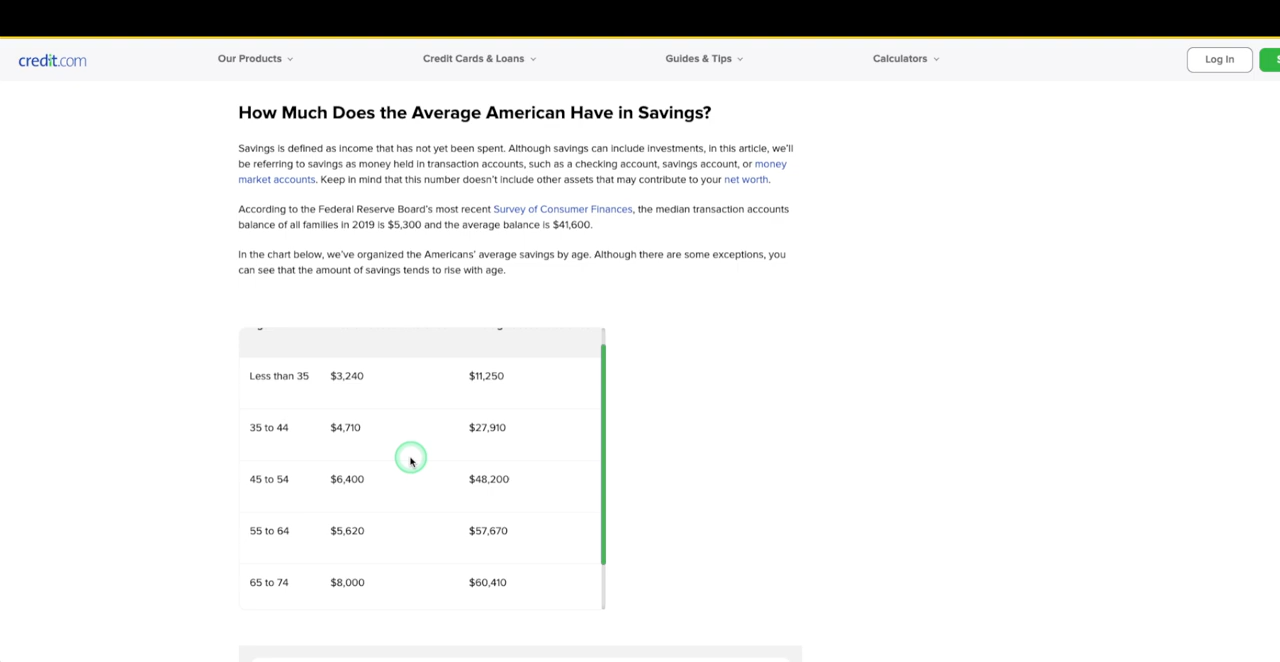 credit.com
Our Products
Credit Cards & Loans
Guides & Tips
Calculators
Log In
How Much Does the Average American Have in Savings?
Savings is defined as income that has not yet been spent. Although savings can include investments, in this article, we'll
be referring to savings as money held in transaction accounts, such as a checking account, savings account, or money
market accounts. Keep in mind that this number doesn't include other assets that may contribute to your net worth.
According to the Federal Reserve Board's most recent Survey of Consumer Finances, the median transaction accounts
balance of all families in 2019 is $5,300 and the average balance is $41,600.
In the chart below, we've organized the Americans' average savings by age. Although there are some exceptions, you
can see that the amount of savings tends to rise with age.
Less than 35 $3,240 $11,250
35 to 44 $4,710 $27,910
45 to 54 $6,400 $48,200
55 to 64 $5,620 $57,670
65 to 74 $8,000 $60,410